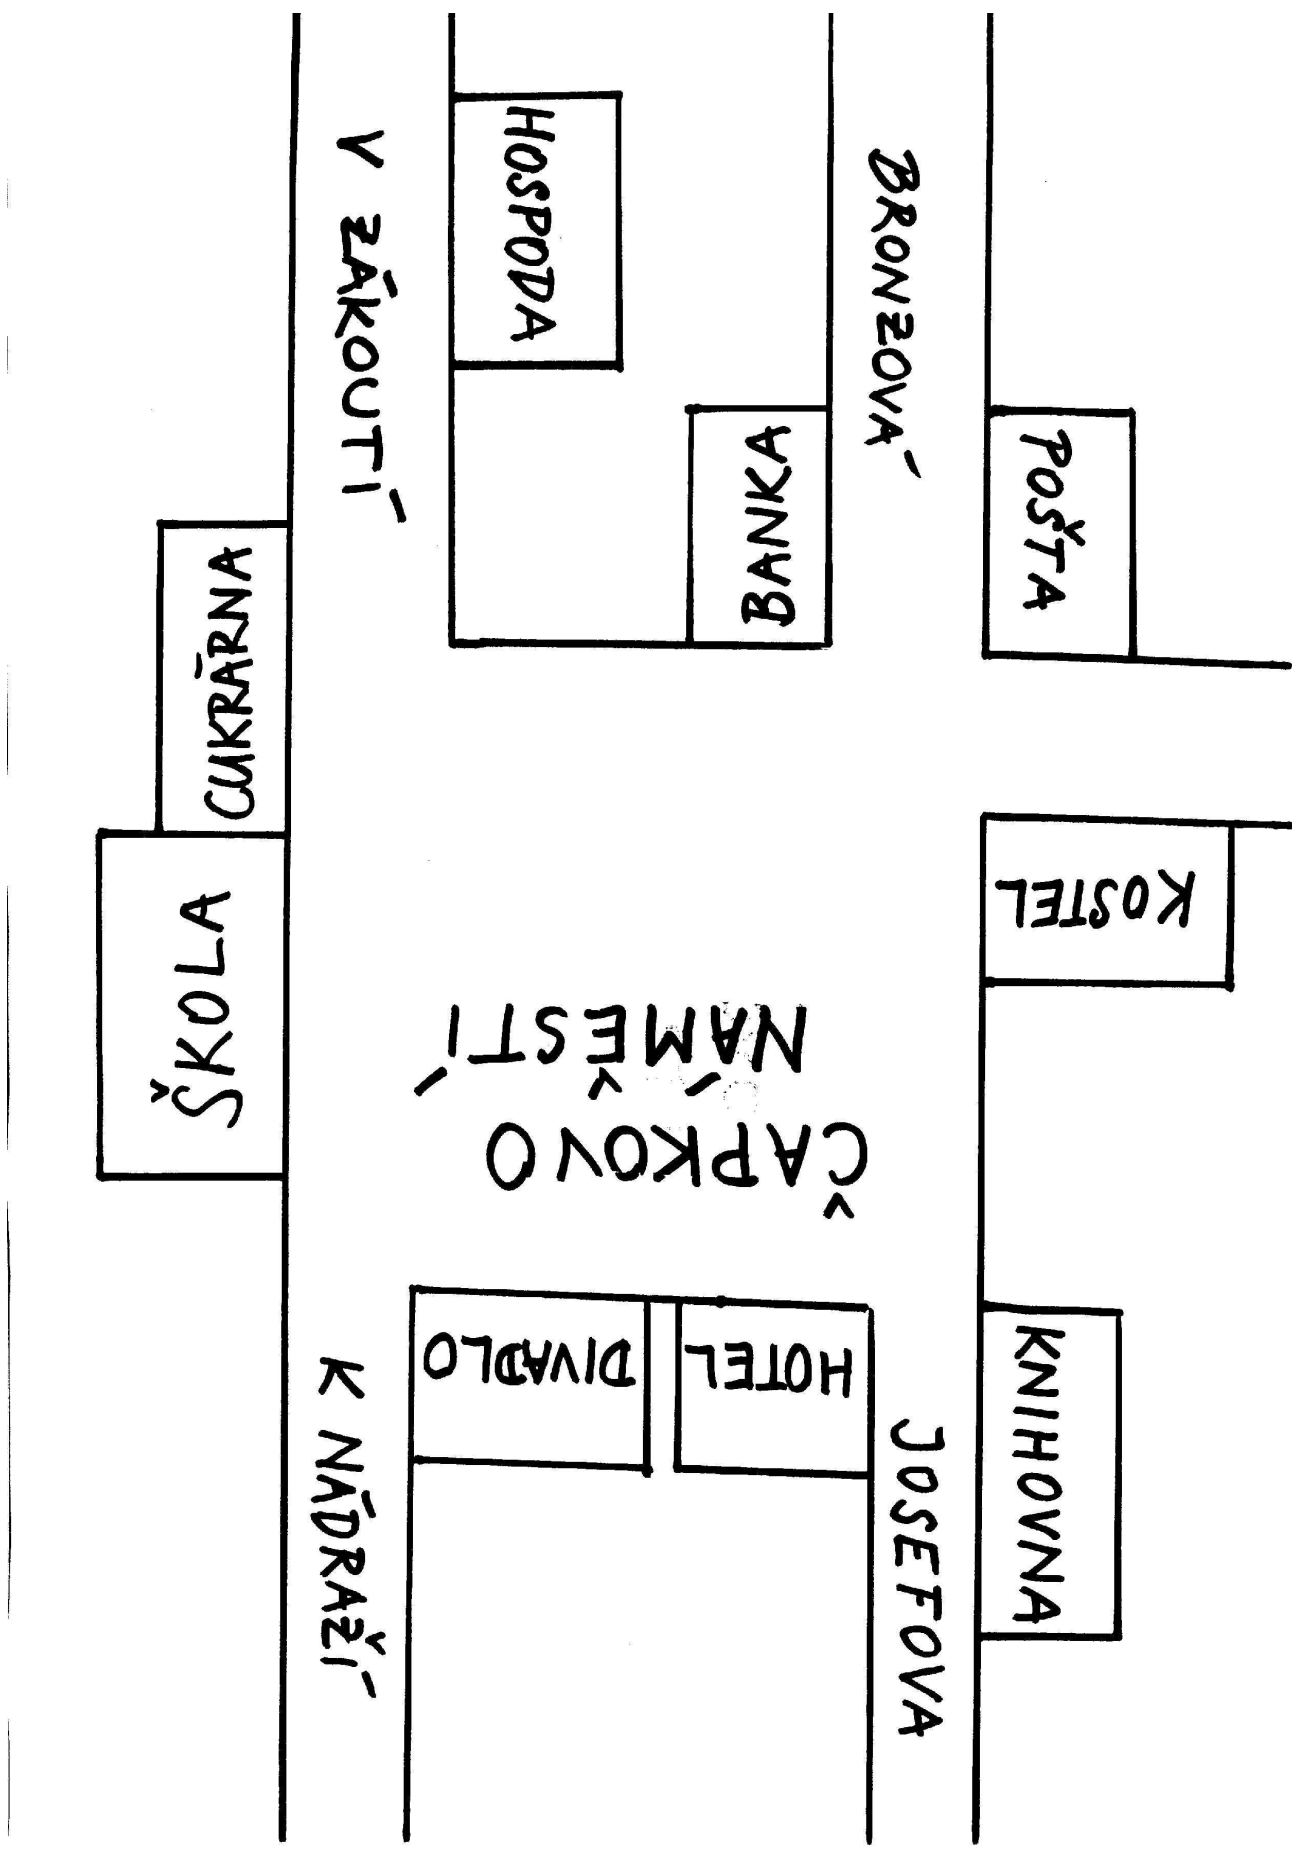 V ZÁKOUTÍ
HOSPODA
BRONZOVÁ
BANKA
POŠTA
CUKRÁRNA
ŠKOLA
KOSTEL
ČAPKOVO
NÁMĚSTÍ
DIVADLO
HOTEL
KNIHOVNA
K NÁDRAŽÍ
JOSEFOVA